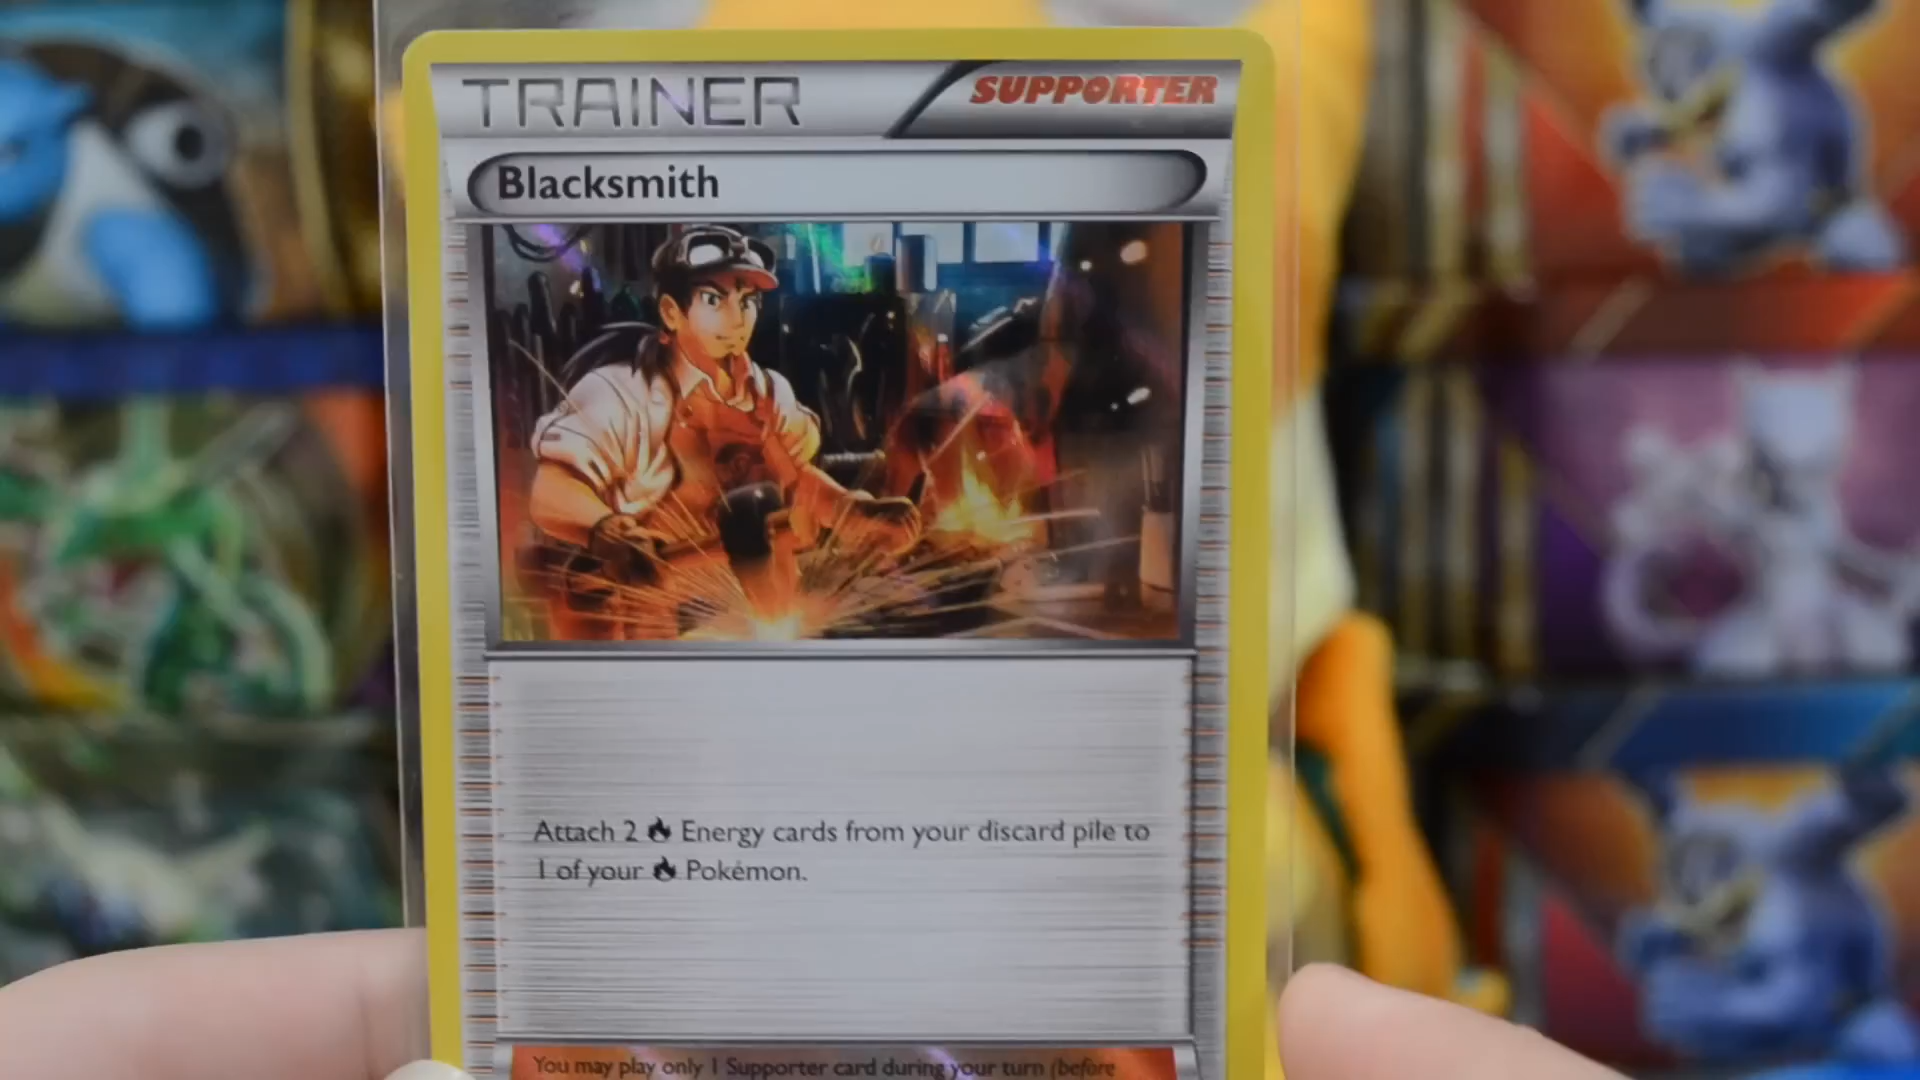 TRAINER SUPPORTER
Blacksmith
Attach 2 Energy cards from your discard pile to
1 of your Pokémon.
You may play only 1 Supporter card during your turn (before